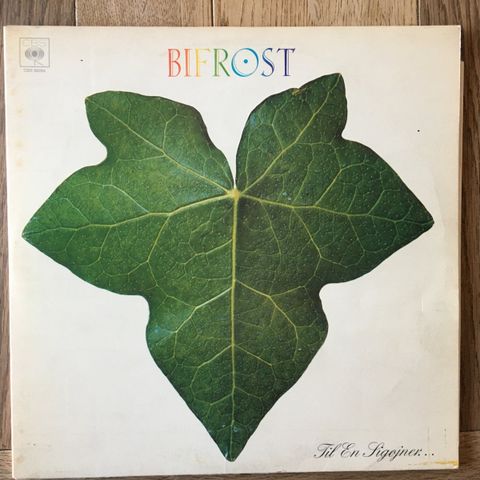 CBS
BIFROST
Til En Sigøjner...